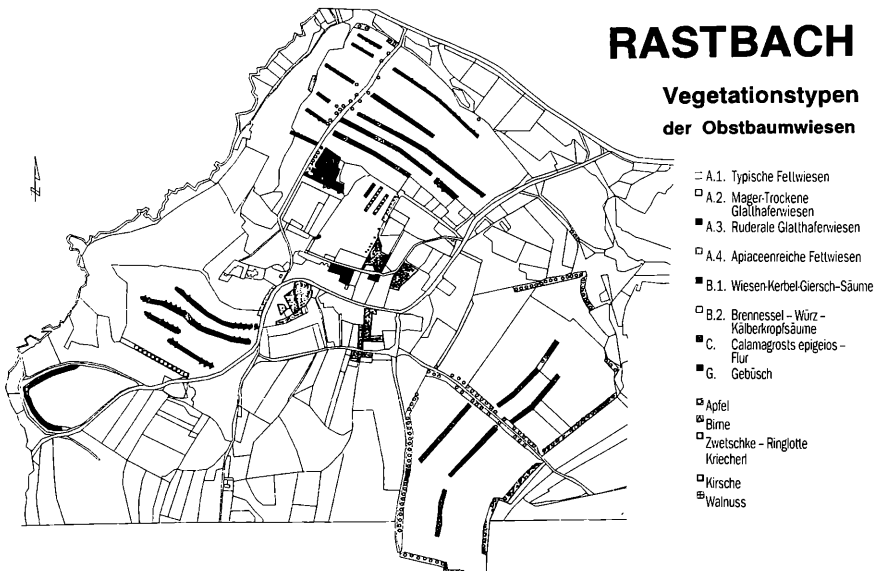 RASTBACH
Vegetationstypen
der Obstbaumwiesen
A.1. Typische Fettwiesen
A.2. Mager-Trockene
Glatthaferwiesen
A.3. Ruderale Glatthaferwiesen
A.4. Apiaceenreiche Fettwiesen
B.1. Wiesen-Kerbel-Giersch-Säume
B.2. Brennessel – Würz –
Kälberkropfsäume
C. Calamagrosts epigeios –
Flur
G. Gebüsch
Apfel
Birne
Zwetschke – Ringlotte
Kriecherl
Kirsche
Walnuss